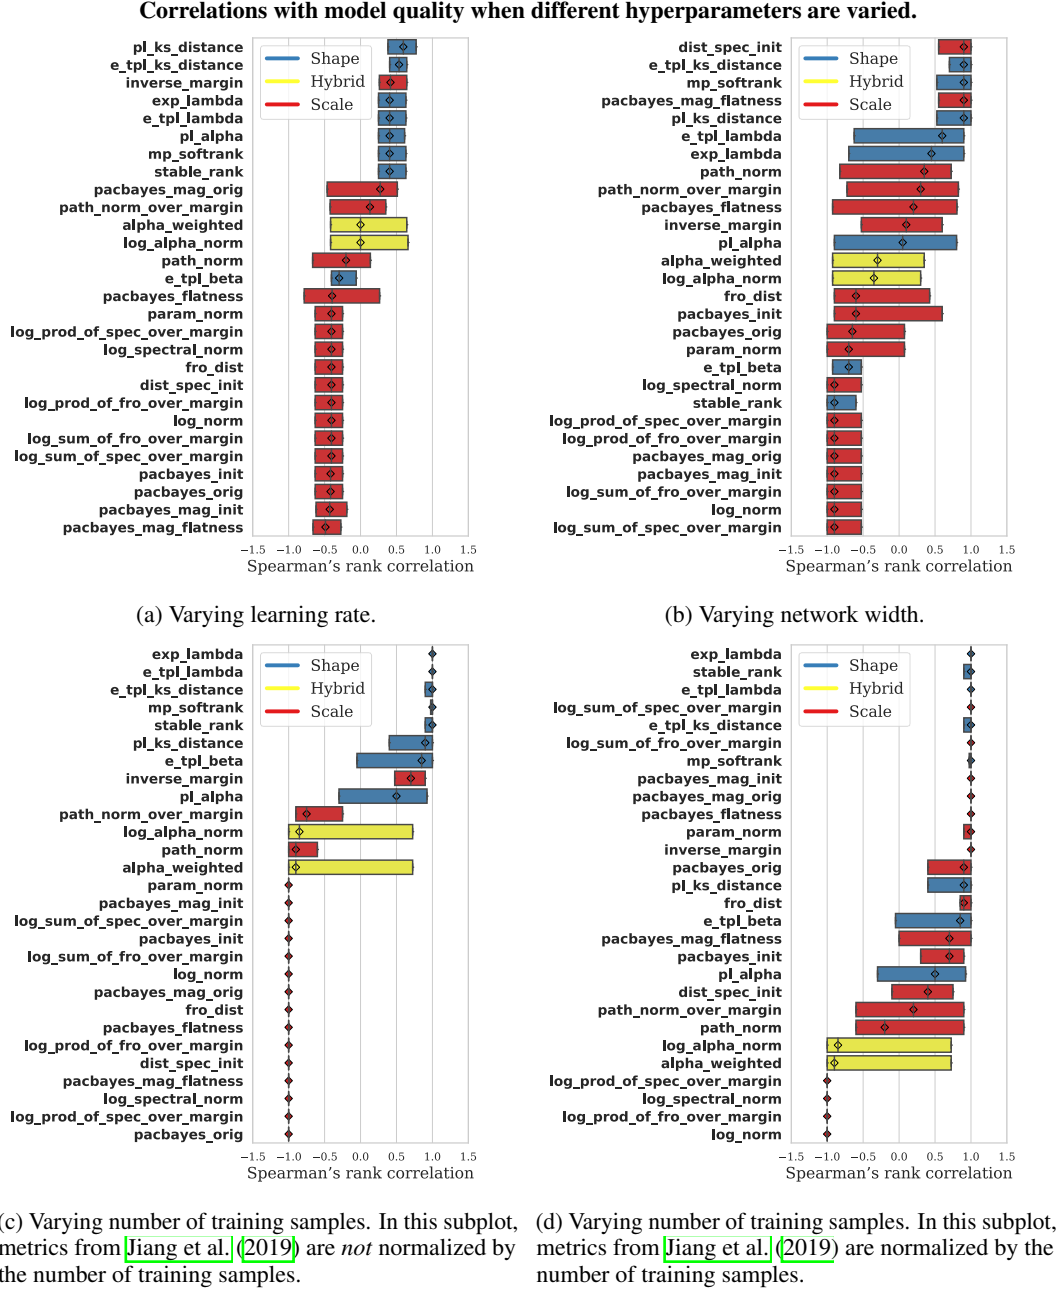 Correlations with model quality when different hyperparameters are varied.
pl_ks_distance
e_tpl_ks_distance
inverse_margin
exp_lambda
e_tpl_lambda
pl_alpha
mp_softrank
stable_rank
pacbayes_mag_orig
path_norm_over_margin
alpha_weighted
log_alpha_norm
path_norm
e_tpl_beta
pacbayes_flatness
param_norm
log_prod_of_spec_over_margin
log_spectral_norm
fro_dist
dist_spec_init
log_prod_of_fro_over_margin
log_norm
log_sum_of_fro_over_margin
log_sum_of_spec_over_margin
pacbayes_init
pacbayes_orig
pacbayes_mag_init
pacbayes_mag_flatness
Shape
Hybrid
Scale
−1.5 −1.0 −0.5 0.0 0.5 1.0 1.5
Spearman's rank correlation
(a) Varying learning rate.
dist_spec_init
e_tpl_ks_distance
mp_softrank
pacbayes_mag_flatness
pl_ks_distance
e_tpl_lambda
exp_lambda
path_norm
path_norm_over_margin
pacbayes_flatness
inverse_margin
pl_alpha
alpha_weighted
log_alpha_norm
fro_dist
pacbayes_init
pacbayes_orig
param_norm
e_tpl_beta
log_spectral_norm
stable_rank
log_prod_of_spec_over_margin
log_prod_of_fro_over_margin
pacbayes_mag_orig
pacbayes_mag_init
log_sum_of_fro_over_margin
log_norm
log_sum_of_spec_over_margin
Shape
Hybrid
Scale
−1.5 −1.0 −0.5 0.0 0.5 1.0 1.5
Spearman's rank correlation
(b) Varying network width.
exp_lambda
e_tpl_lambda
e_tpl_ks_distance
mp_softrank
stable_rank
pl_ks_distance
e_tpl_beta
inverse_margin
pl_alpha
path_norm_over_margin
log_alpha_norm
path_norm
alpha_weighted
param_norm
pacbayes_mag_init
log_sum_of_spec_over_margin
pacbayes_init
log_sum_of_fro_over_margin
log_norm
pacbayes_mag_orig
fro_dist
pacbayes_flatness
log_prod_of_fro_over_margin
dist_spec_init
pacbayes_mag_flatness
log_spectral_norm
log_prod_of_spec_over_margin
pacbayes_orig
Shape
Hybrid
Scale
−1.5 −1.0 −0.5 0.0 0.5 1.0 1.5
Spearman's rank correlation
(c) Varying number of training samples. In this subplot,
metrics from Jiang et al. (2019) are not normalized by
the number of training samples.
exp_lambda
stable_rank
e_tpl_lambda
log_sum_of_spec_over_margin
e_tpl_ks_distance
log_sum_of_fro_over_margin
mp_softrank
pacbayes_mag_init
pacbayes_mag_orig
pacbayes_flatness
param_norm
inverse_margin
pacbayes_orig
pl_ks_distance
fro_dist
e_tpl_beta
pacbayes_mag_flatness
pacbayes_init
pl_alpha
dist_spec_init
path_norm_over_margin
path_norm
log_alpha_norm
alpha_weighted
log_prod_of_spec_over_margin
log_spectral_norm
log_prod_of_fro_over_margin
log_norm
Shape
Hybrid
Scale
−1.5 −1.0 −0.5 0.0 0.5 1.0 1.5
Spearman's rank correlation
(d) Varying number of training samples. In this subplot,
metrics from Jiang et al. (2019) are normalized by the
number of training samples.